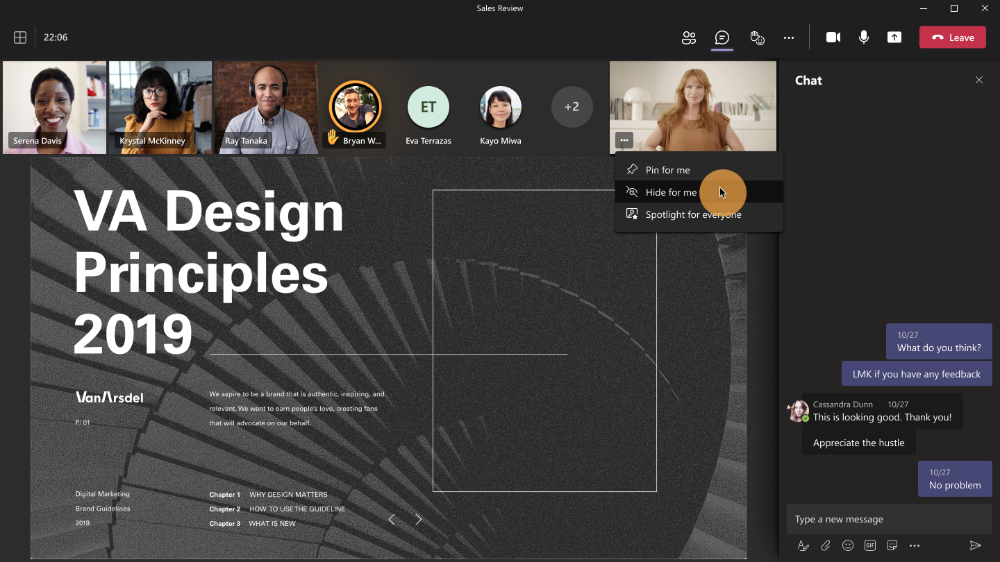 Sales Review
22:06
Leave
Serena Davis
Krystal McKinney
Ray Tanaka
Bryan W...
ET
Eva Terrazas
Kayo Miwa
+2
Pin for me
Hide for me
Spotlight for everyone
VA Design
Principles
2019
VanArsdel
P/ 01
We aspire to be a brand that is authentic, inspiring, and
relevant. We want to earn people's love, creating fans
that will advocate on our behalf.
Digital Marketing
Brand Guidelines
2019
Chapter 1 WHY DESIGN MATTERS
Chapter 2 HOW TO USE THE GUIDELINE
Chapter 3 WHAT IS NEW
Chat
10/27
What do you think?
LMK if you have any feedback
Cassandra Dunn 10/27
This is looking good. Thank you!
Appreciate the hustle
10/27
No problem
Type a new message
GIF